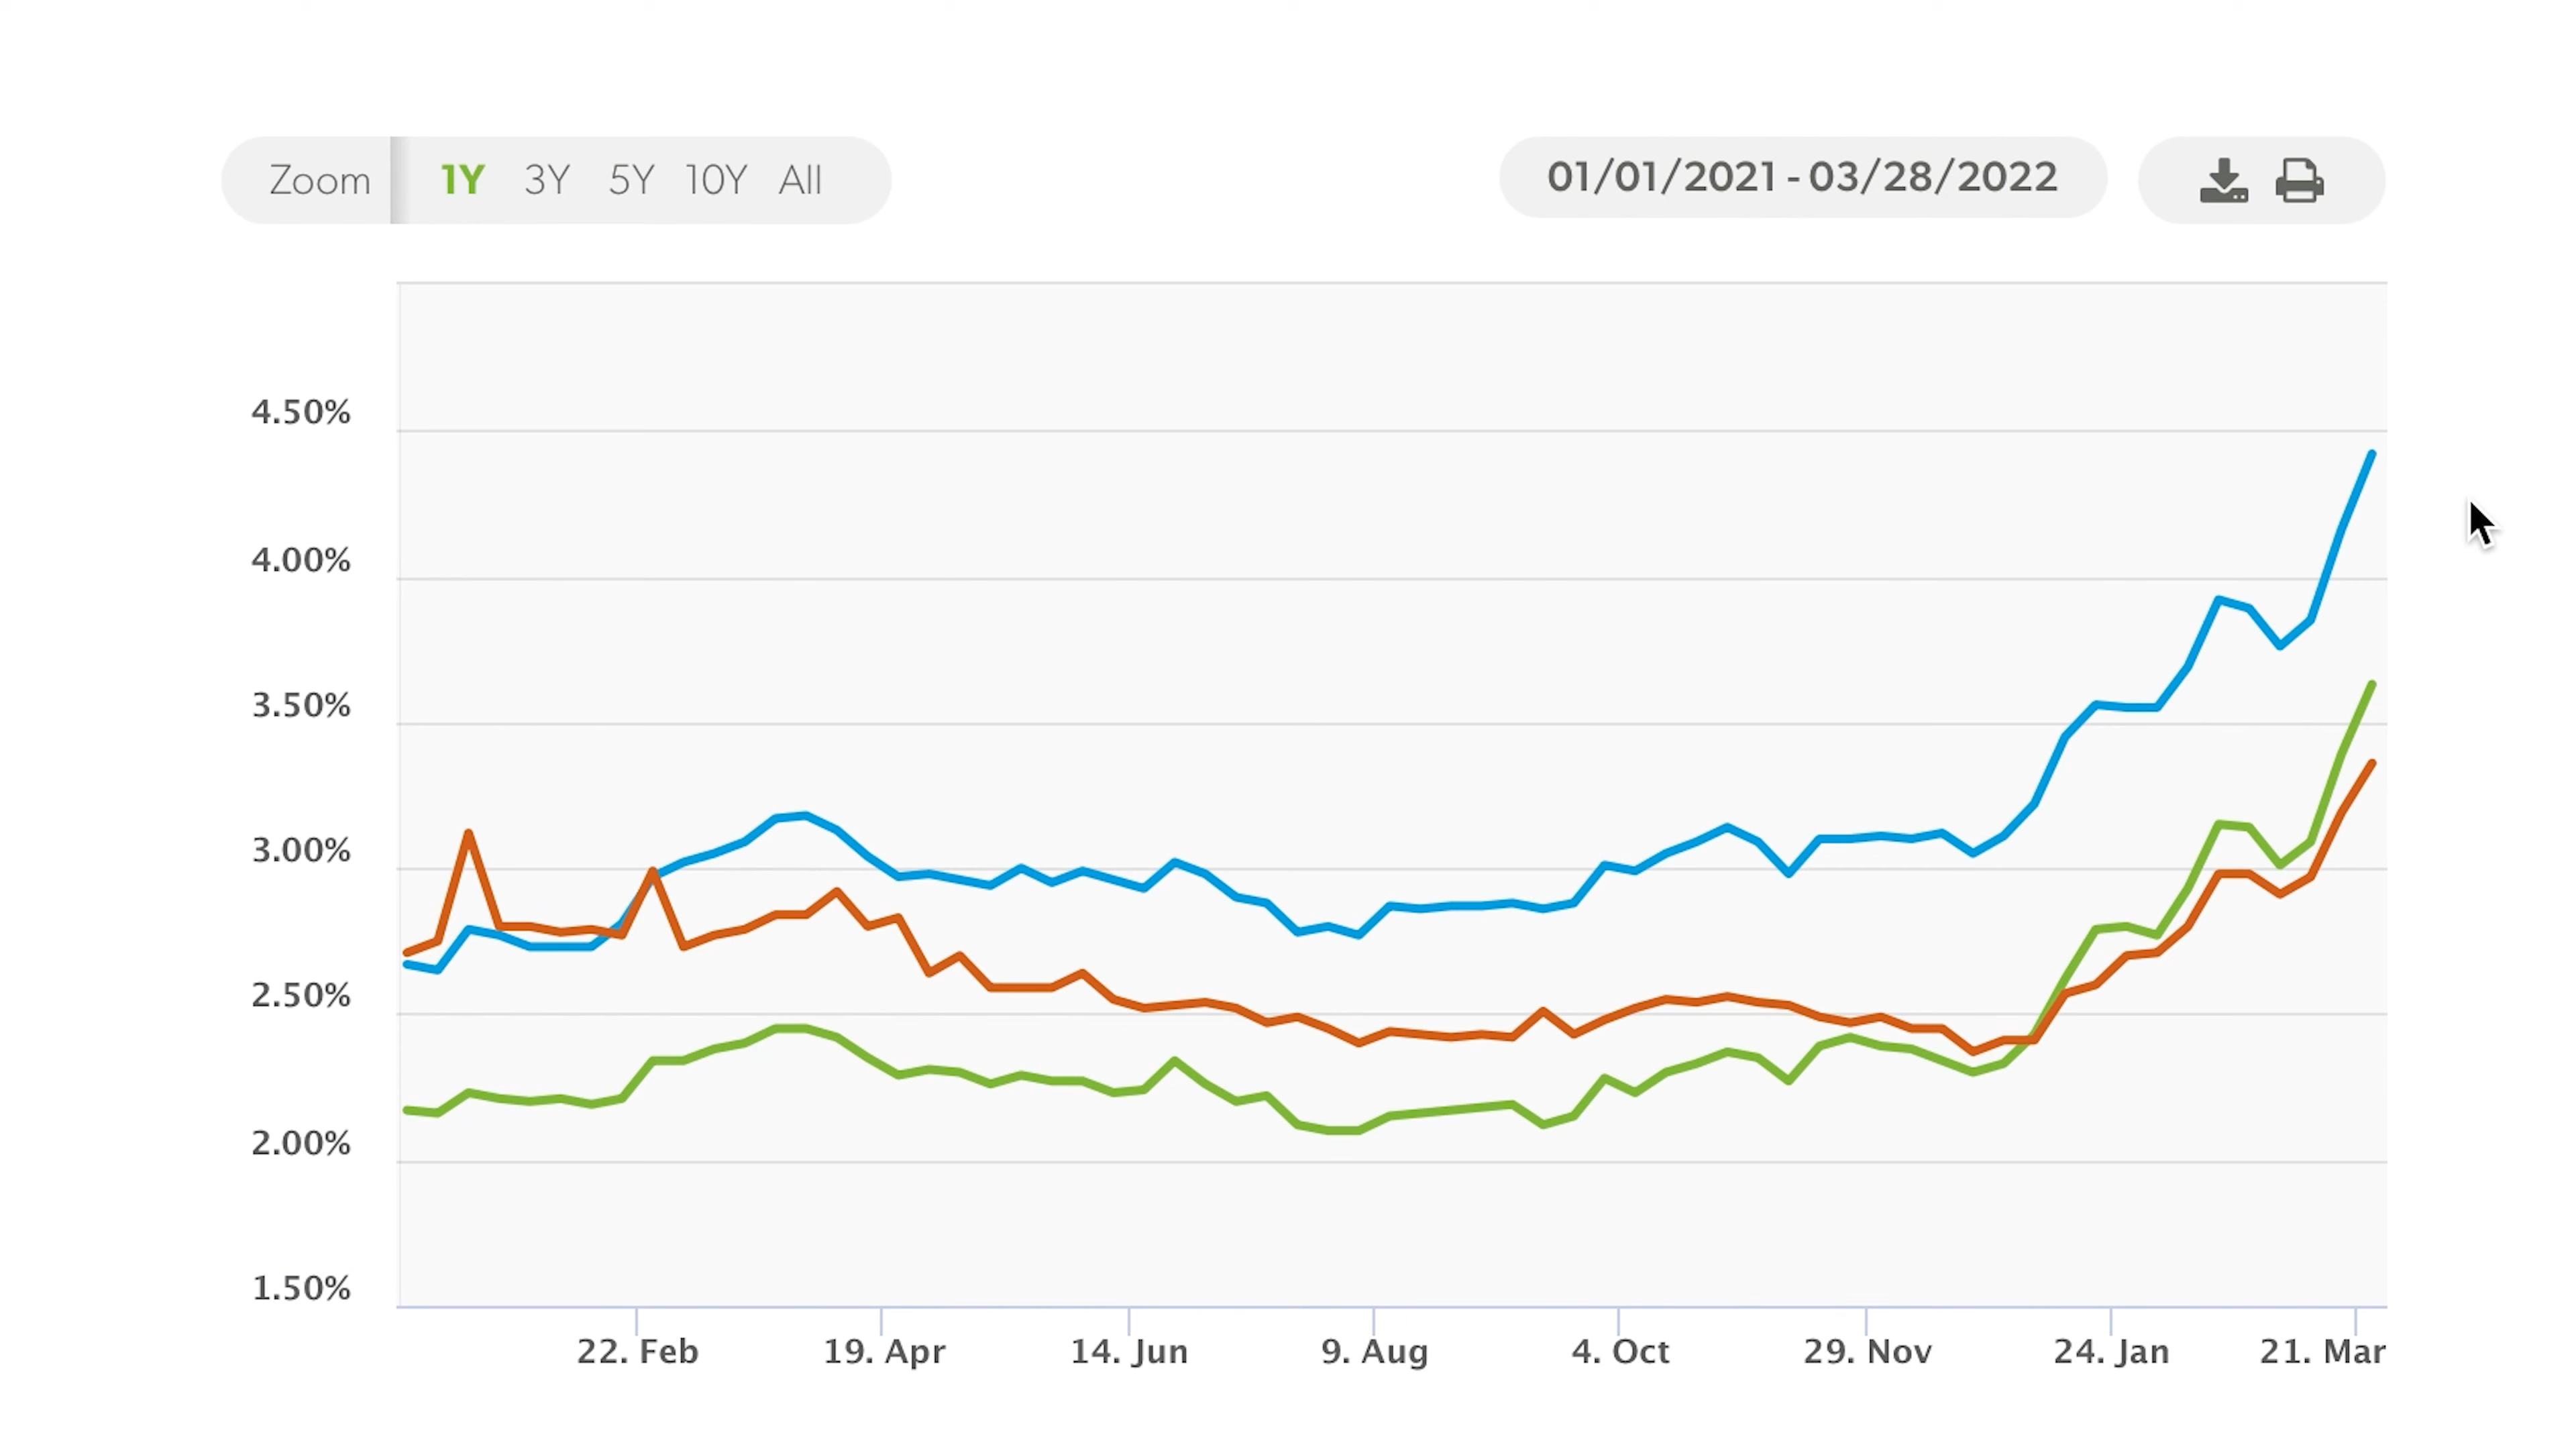 Zoom 1Y 3Y 5Y 10Y All
01/01/2021 - 03/28/2022
4.50%
4.00%
3.50%
3.00%
2.50%
2.00%
1.50%
22. Feb 19. Apr 14. Jun 9. Aug 4. Oct 29. Nov 24. Jan 21. Mar